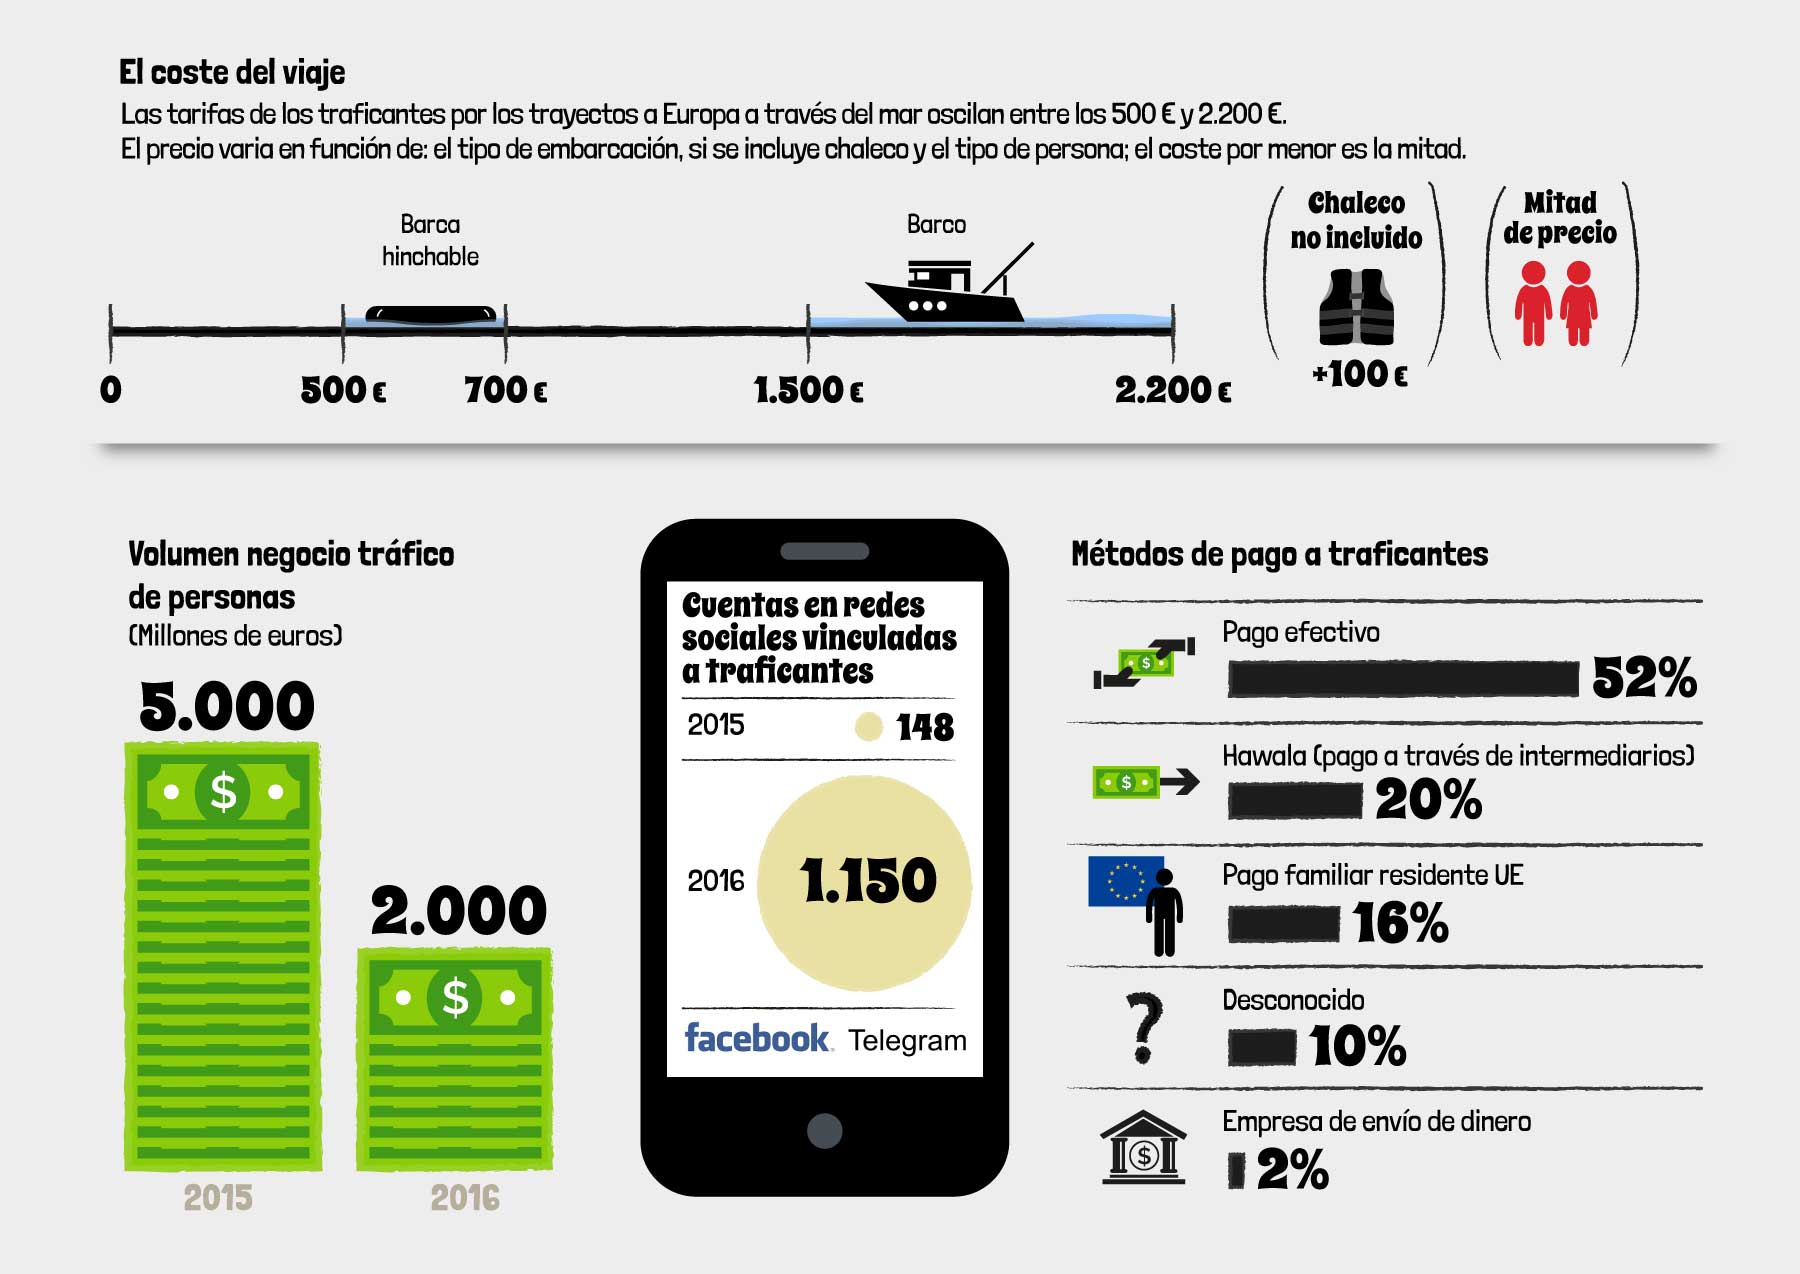 El coste del viaje
Las tarifas de los traficantes por los trayectos a Europa a través del mar oscilan entre los 500 € y 2.200 €.
El precio varia en función de: el tipo de embarcación, si se incluye chaleco y el tipo de persona; el coste por menor es la mitad.
Barca
hinchable
Barco
Chaleco
no incluido
+100 €
Mitad
de precio
0
500 €
700 €
1.500 €
2.200 €
Volumen negocio tráfico
de personas
(Millones de euros)
5.000
$
2.000
$
2015
2016
Cuentas en redes
sociales vinculadas
a traficantes
2015
148
2016
1.150
facebook Telegram
Métodos de pago a traficantes
$
Pago efectivo
52%
$
Hawala (pago a través de intermediarios)
20%
Pago familiar residente UE
16%
?
Desconocido
10%
$
Empresa de envío de dinero
2%